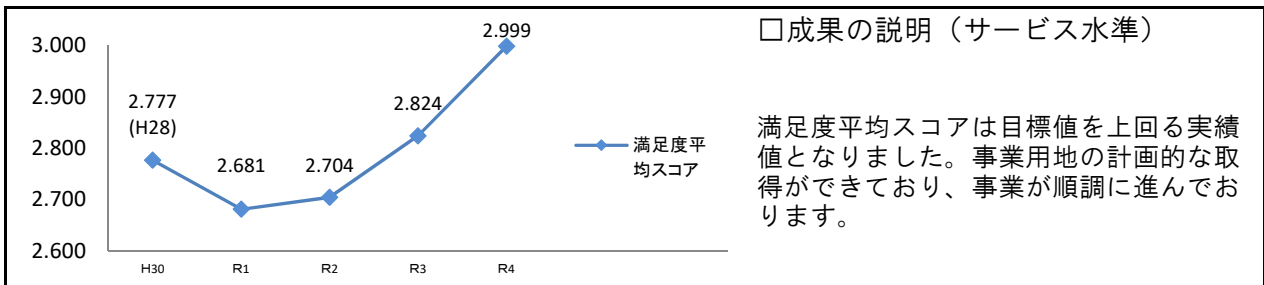 3.000
2.900
2.800
2.700
2.600
2.777
(H28)
2.681
2.704
2.824
2.999
H30
R1
R2
R3
R4
満足度平
均スコア
□成果の説明（サービス水準）
満足度平均スコアは目標値を上回る実績
値となりました。事業用地の計画的な取
得ができており、事業が順調に進んでお
ります。